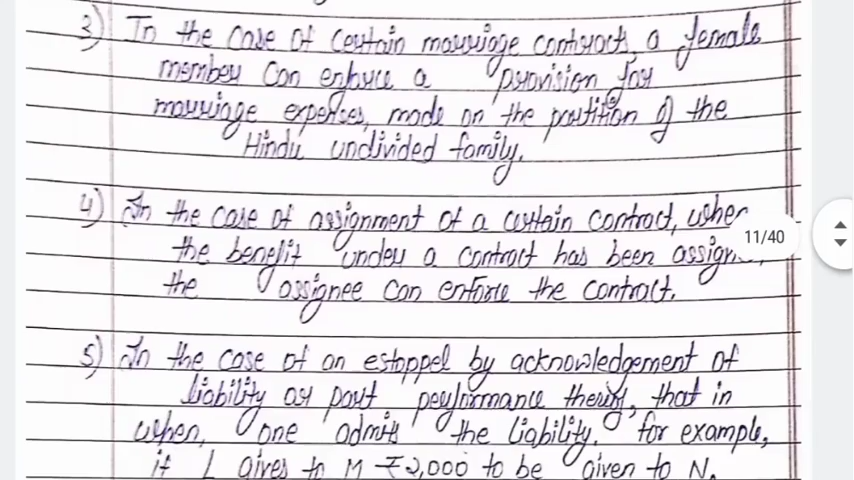 3) In the case of certain marriage contracts, a female
member can enforce a provision for
marriage expenses, made on the partition of the
Hindu undivided family.
4) In the case of assignment of a certain contract, when
the benefit under a contract has been assign
11/40
the assignee can enforce the contract.
5) In the case of an estoppel by acknowledgement of
liability or part performance theory, that in
when, one admits the liability. for example,
if L gives to M ₹2,000 to be given to N.